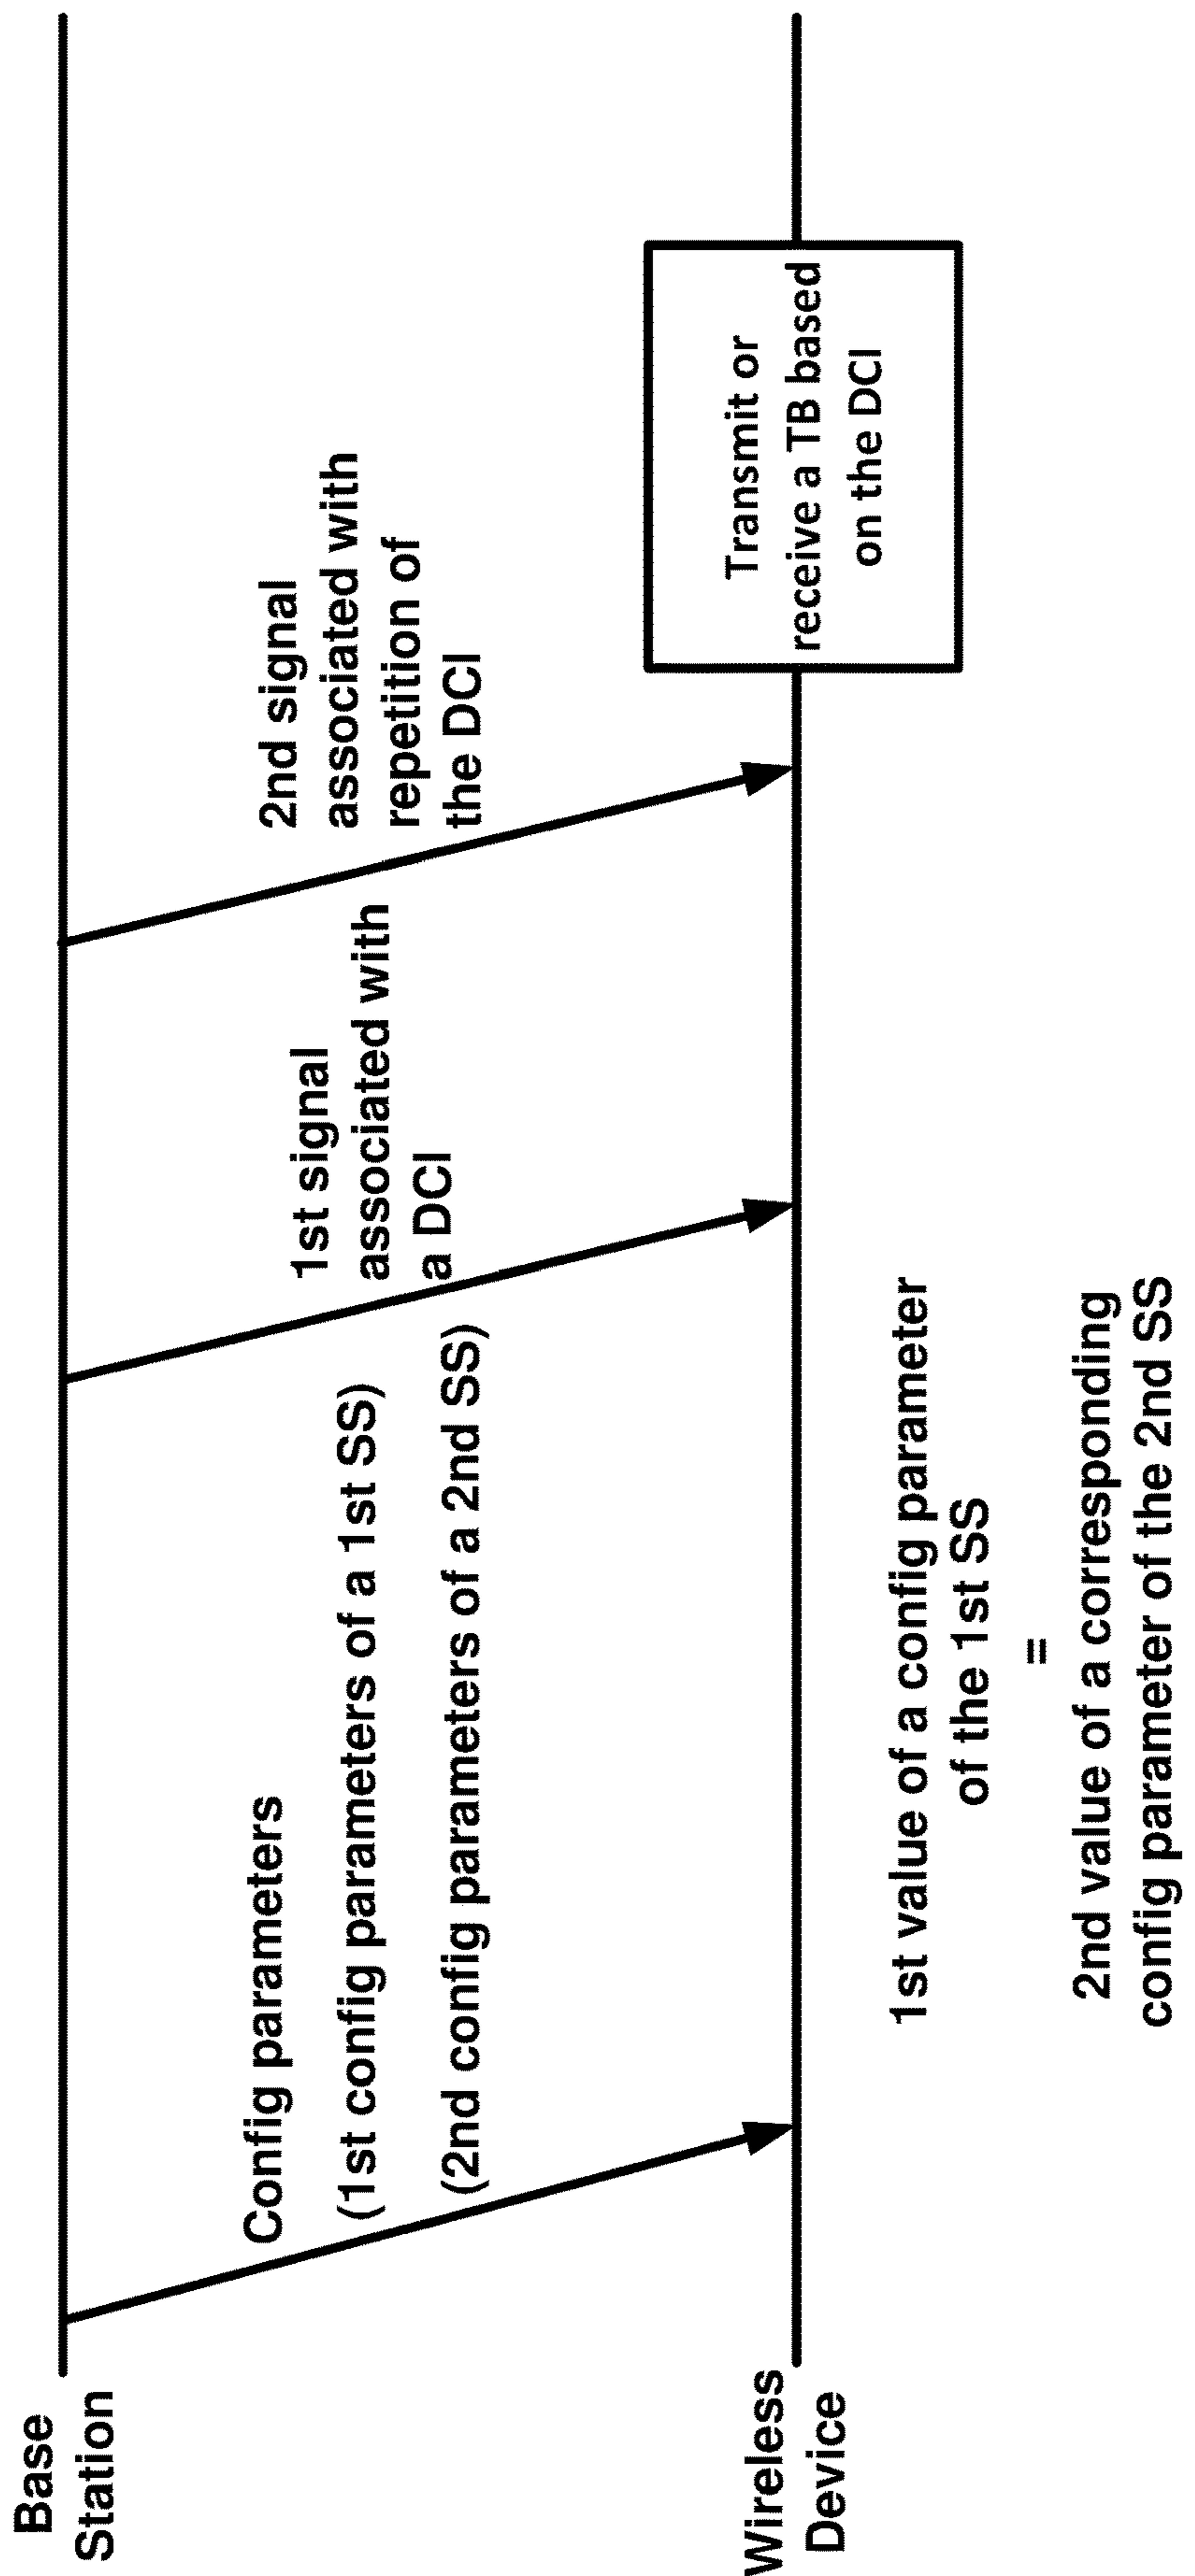 Base
Station
Config parameters
(1st config parameters of a 1st SS)
(2nd config parameters of a 2nd SS)
1st signal
associated with
a DCI
2nd signal
associated with
repetition of
the DCI
Wireless
Device
Transmit or
receive a TB based
on the DCI
1st value of a config parameter
of the 1st SS
=
2nd value of a corresponding
config parameter of the 2nd SS